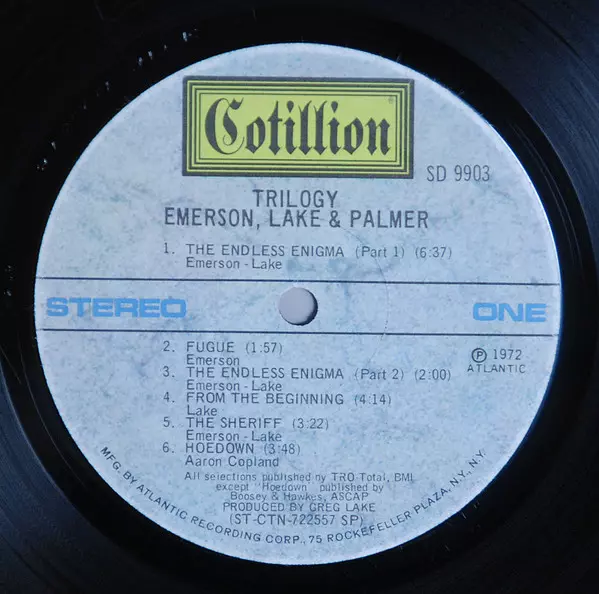 Cotillion®
SD 9903
TRILOGY
EMERSON, LAKE & PALMER
1. THE ENDLESS ENIGMA (Part 1) (6:37)
Emerson - Lake
STEREO ONE
2. FUGUE (1:57)
Emerson
3. THE ENDLESS ENIGMA (Part 2) (2:00)
Emerson - Lake
4. FROM THE BEGINNING (4:14)
Lake
5. THE SHERIFF (3:22)
Emerson - Lake
6. HOEDOWN (3:48)
Aaron Copland
℗ 1972
ATLANTIC
All selections published by TRO-Total, BMI
except "Hoedown" published by
Boosey & Hawkes, ASCAP
PRODUCED BY GREG LAKE
(ST-CTN-722557 SP)
MFG. BY ATLANTIC RECORDING CORP., 75 ROCKEFELLER PLAZA, N.Y., N.Y.